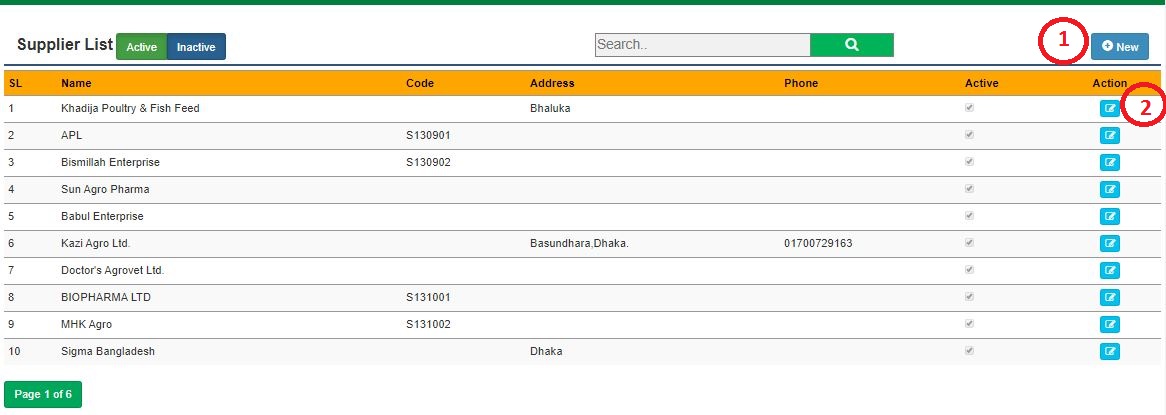 Supplier List Active Inactive Search.. 1 New
SL Name Code Address Phone Active Action
1 Khadija Poultry & Fish Feed Bhaluka 2
2 APL S130901
3 Bismillah Enterprise S130902
4 Sun Agro Pharma
5 Babul Enterprise
6 Kazi Agro Ltd. Basundhara,Dhaka. 01700729163
7 Doctor's Agrovet Ltd.
8 BIOPHARMA LTD S131001
9 MHK Agro S131002
10 Sigma Bangladesh Dhaka
Page 1 of 6